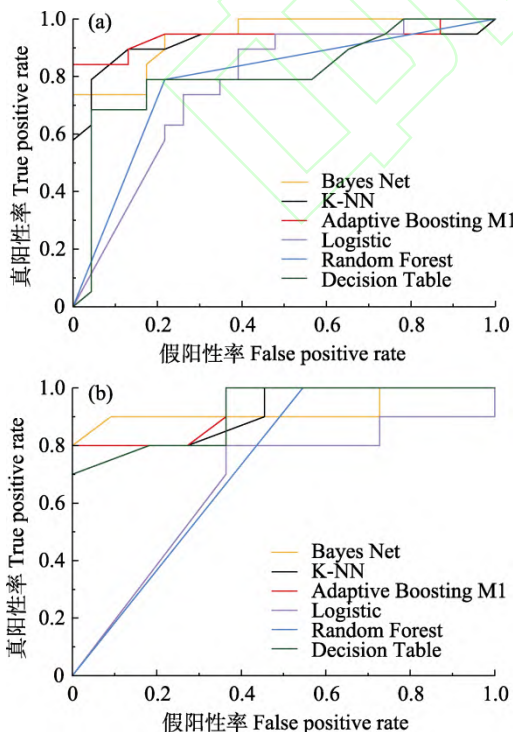 (a)
真阳性率 True positive rate
1.0
0.8
0.6
0.4
0.2
0
Bayes Net
K-NN
Adaptive Boosting M1
Logistic
Random Forest
Decision Table
0 0.2 0.4 0.6 0.8 1.0
假阳性率 False positive rate
(b)
真阳性率 True positive rate
1.0
0.8
0.6
0.4
0.2
0
Bayes Net
K-NN
Adaptive Boosting M1
Logistic
Random Forest
Decision Table
0 0.2 0.4 0.6 0.8 1.0
假阳性率 False positive rate